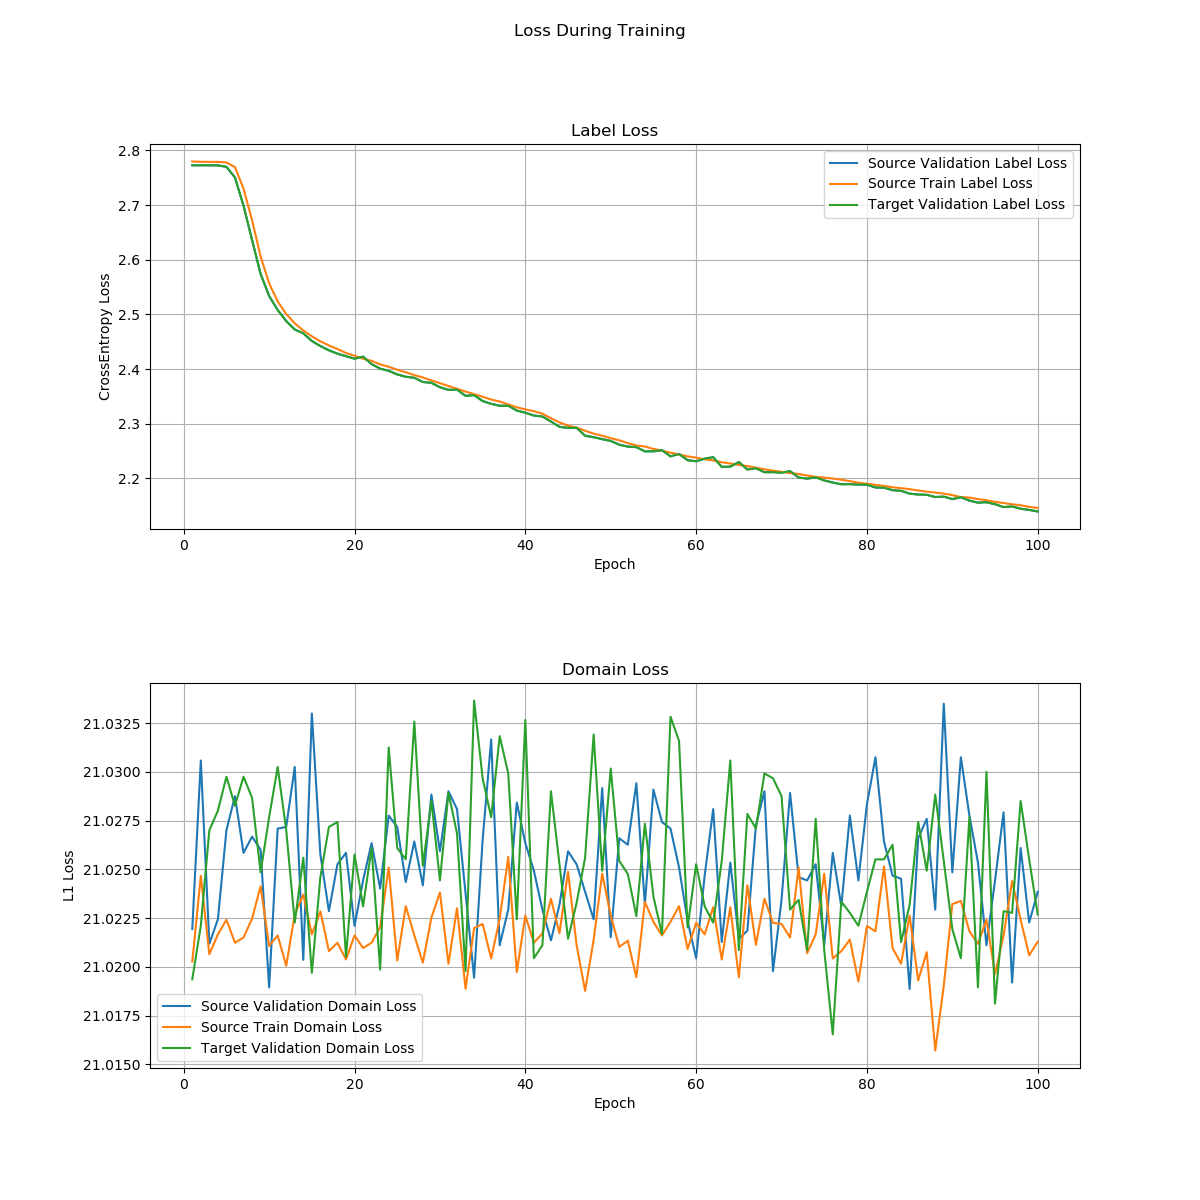 Loss During Training
Label Loss
2.8
2.7
2.6
2.5
2.4
2.3
2.2
CrossEntropy Loss
Source Validation Label Loss
Source Train Label Loss
Target Validation Label Loss
0 20 40 60 80 100
Epoch
Domain Loss
21.0325
21.0300
21.0275
21.0250
21.0225
21.0200
21.0175
21.0150
L1 Loss
Source Validation Domain Loss
Source Train Domain Loss
Target Validation Domain Loss
0 20 40 60 80 100
Epoch